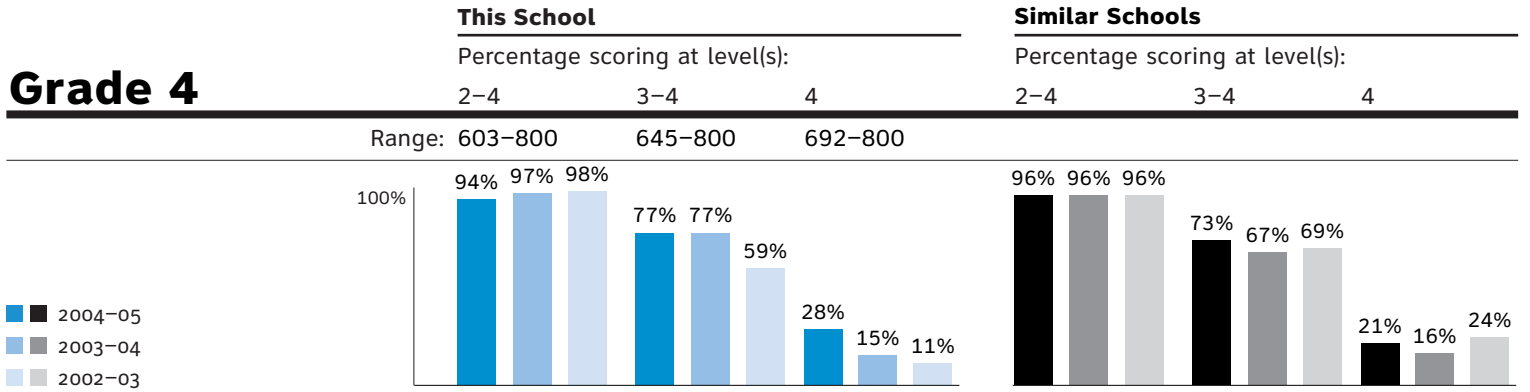 This School Similar Schools
Percentage scoring at level(s): Percentage scoring at level(s):
Grade 4
2–4 3–4 4 2–4 3–4 4
Range: 603–800 645–800 692–800
100%
94% 97% 98% 77% 77% 59% 28% 15% 11%
96% 96% 96% 73% 67% 69% 21% 16% 24%
2004–05
2003–04
2002–03